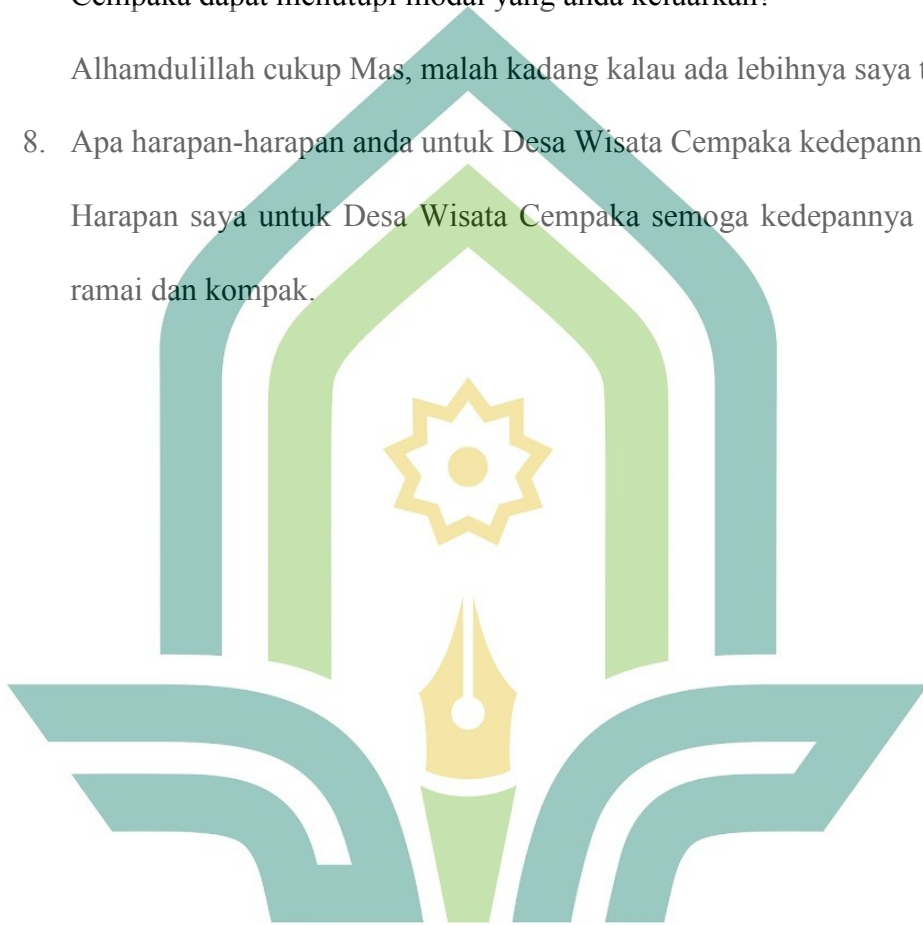 Cempaka dapat menutupi modal yang anda keluarkan?
Alhamdulillah cukup Mas, malah kadang kalau ada lebihnya saya
8. Apa harapan-harapan anda untuk Desa Wisata Cempaka
Harapan saya untuk Desa Wisata Cempaka semoga kedepannya
ramai dan kompak.